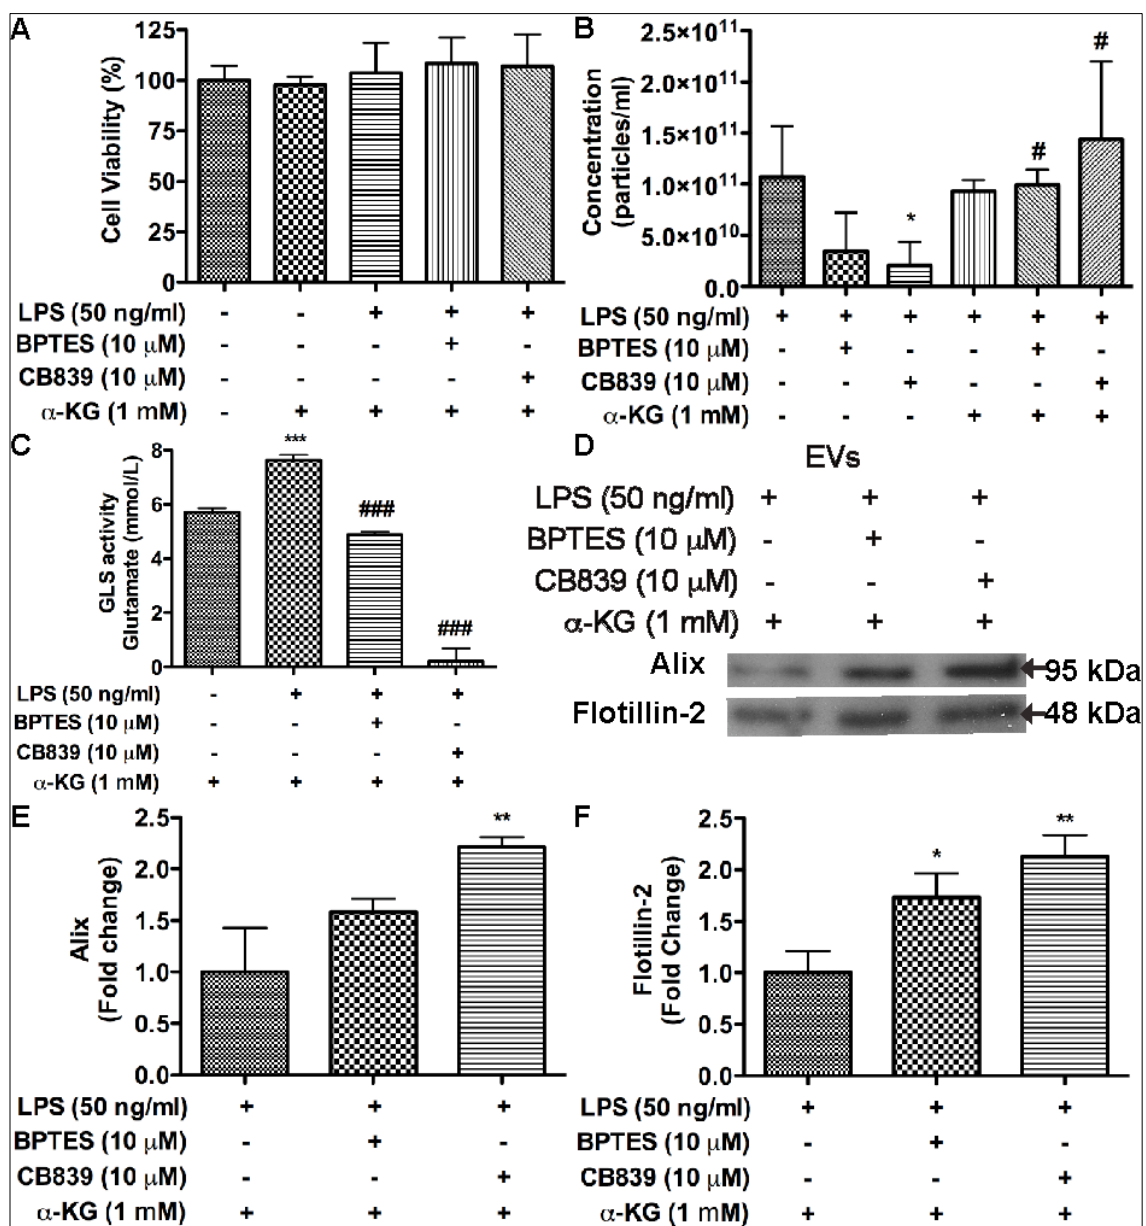 A
Cell Viability (%)
125
100
75
50
25
0
LPS (50 ng/ml) - - + + +
BPTES (10 μM) - - - + -
CB839 (10 μM) - - - - +
α-KG (1 mM) - + + + +
B
Concentration
(particles/ml)
2.5×10¹¹
2.0×10¹¹
1.5×10¹¹
1.0×10¹¹
5.0×10¹⁰
0.0
* # #
LPS (50 ng/ml) + + + + + +
BPTES (10 μM) - + - - + -
CB839 (10 μM) - - + - - +
α-KG (1 mM) - - - + + +
C
GLS activity
Glutamate (mmol/L)
8
6
4
2
0
*** ### ###
LPS (50 ng/ml) - + + +
BPTES (10 μM) - - + -
CB839 (10 μM) - - - +
α-KG (1 mM) + + + +
D
EVs
LPS (50 ng/ml) + + +
BPTES (10 μM) - + -
CB839 (10 μM) - - +
α-KG (1 mM) + + +
Alix 95 kDa
Flotillin-2 48 kDa
E
Alix
(Fold change)
2.5
2.0
1.5
1.0
0.5
0.0
**
LPS (50 ng/ml) + + +
BPTES (10 μM) - + -
CB839 (10 μM) - - +
α-KG (1 mM) + + +
F
Flotillin-2
(Fold Change)
2.5
2.0
1.5
1.0
0.5
0.0
* **
LPS (50 ng/ml) + + +
BPTES (10 μM) - + -
CB839 (10 μM) - - +
α-KG (1 mM) + + +